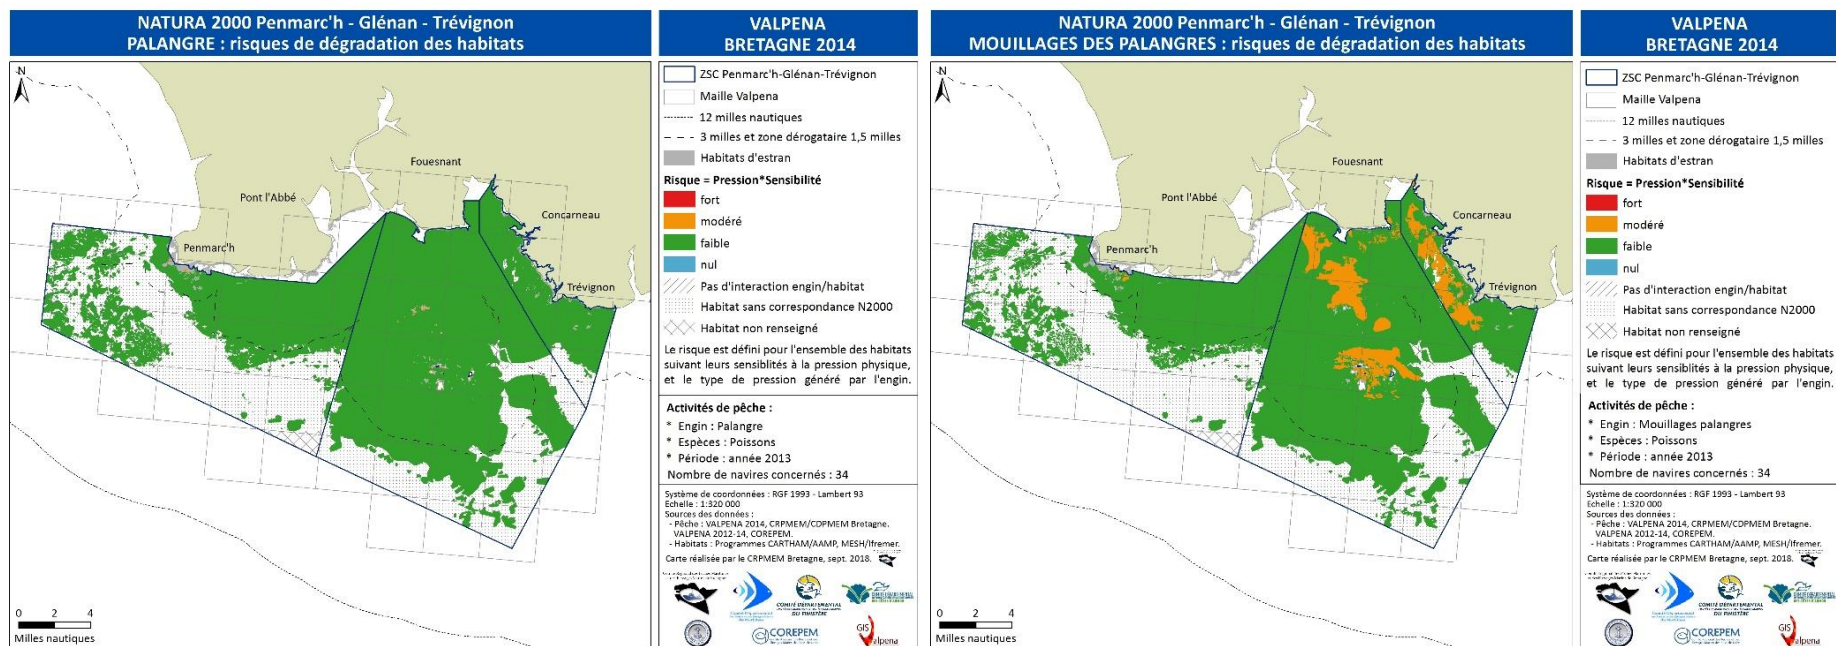 NATURA 2000 Penmarc'h - Glénan - Trévignon
PALANGRE : risques de dégradation des habitats
VALPENA
BRETAGNE 2014
N
Fouesnant
Pont l'Abbé
Concarneau
Penmarc'h
Trévignon
0 2 4
Milles nautiques
ZSC Penmarc'h-Glénan-Trévignon
Maille Valpena
12 milles nautiques
3 milles et zone dérogataire 1,5 milles
Habitats d'estran
Risque = Pression*Sensibilité
fort
modéré
faible
nul
Pas d'interaction engin/habitat
Habitat sans correspondance N2000
Habitat non renseigné
Le risque est défini pour l'ensemble des habitats
suivant leurs sensiblités à la pression physique,
et le type de pression généré par l'engin.
Activités de pêche :
* Engin : Palangre
* Espèces : Poissons
* Période : année 2013
Nombre de navires concernés : 34
Système de coordonnées : RGF 1993 - Lambert 93
Echelle : 1:320 000
Sources des données :
- Pêche : VALPENA 2014, CRPMEM/CDPMEM Bretagne.
VALPENA 2012-14, COREPEM.
- Habitats : Programmes CARTHAM/AAMP, MESH/Ifremer.
Carte réalisée par le CRPMEM Bretagne, sept. 2018.
COMITÉ DÉPARTEMENTAL
DU FINISTÈRE
COREPEM
GIS
Valpena
NATURA 2000 Penmarc'h - Glénan - Trévignon
MOUILLAGES DES PALANGRES : risques de dégradation des habitats
VALPENA
BRETAGNE 2014
N
Fouesnant
Pont l'Abbé
Concarneau
Penmarc'h
Trévignon
0 2 4
Milles nautiques
ZSC Penmarc'h-Glénan-Trévignon
Maille Valpena
12 milles nautiques
3 milles et zone dérogataire 1,5 milles
Habitats d'estran
Risque = Pression*Sensibilité
fort
modéré
faible
nul
Pas d'interaction engin/habitat
Habitat sans correspondance N2000
Habitat non renseigné
Le risque est défini pour l'ensemble des habitats
suivant leurs sensiblités à la pression physique,
et le type de pression généré par l'engin.
Activités de pêche :
* Engin : Mouillages palangres
* Espèces : Poissons
* Période : année 2013
Nombre de navires concernés : 34
Système de coordonnées : RGF 1993 - Lambert 93
Echelle : 1:320 000
Sources des données :
- Pêche : VALPENA 2014, CRPMEM/CDPMEM Bretagne.
VALPENA 2012-14, COREPEM.
- Habitats : Programmes CARTHAM/AAMP, MESH/Ifremer.
Carte réalisée par le CRPMEM Bretagne, sept. 2018.
COMITÉ DÉPARTEMENTAL
DU FINISTÈRE
COREPEM
GIS
Valpena